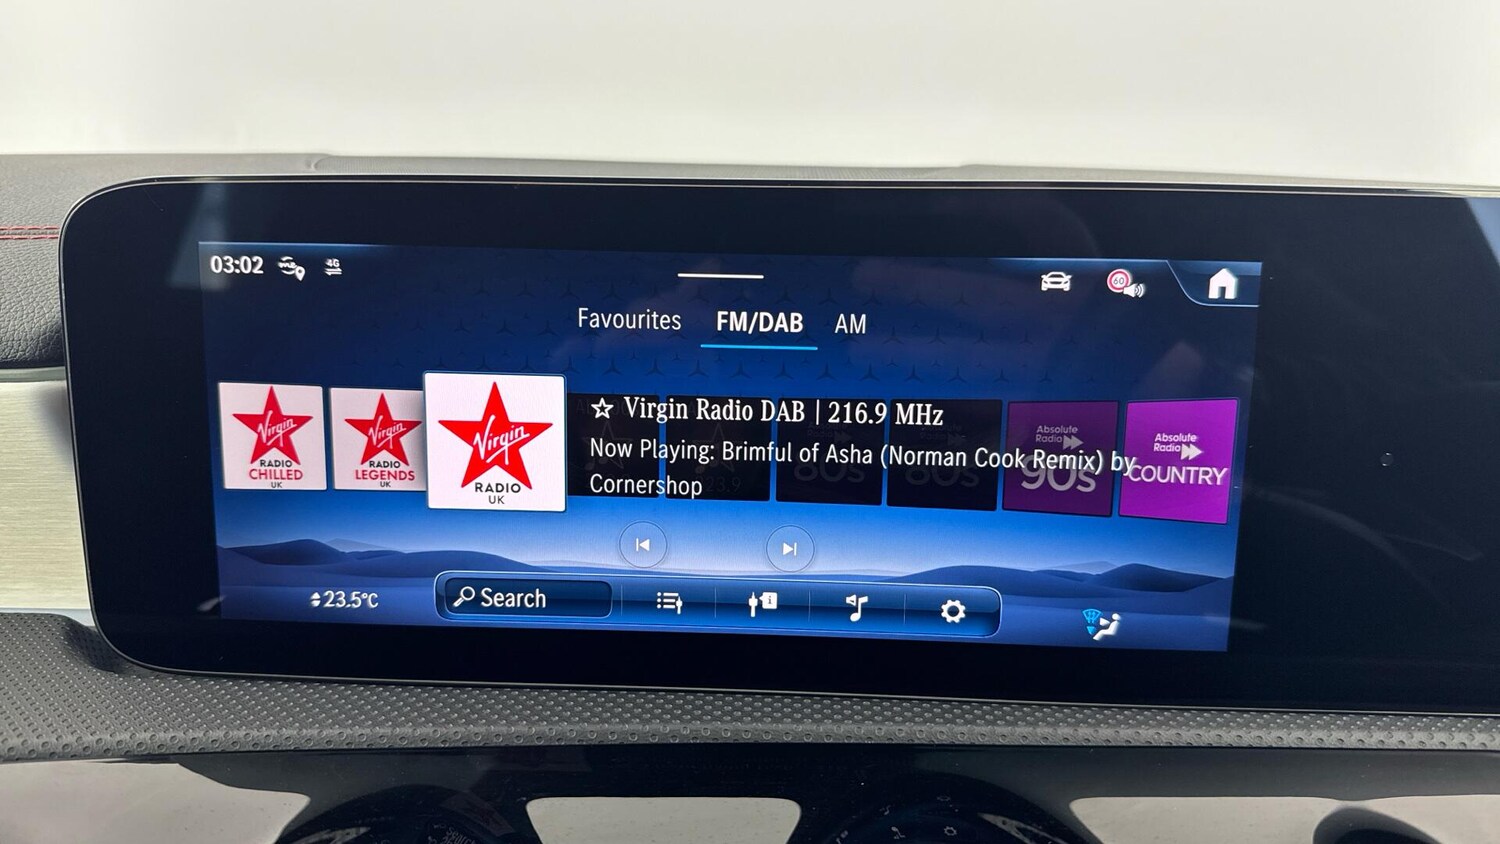 03:02
4G
60
Favourites FM/DAB AM
Virgin
RADIO
CHILLED
UK
Virgin
RADIO
LEGENDS
UK
Virgin
RADIO
UK
Virgin Radio DAB | 216.9 MHz
Now Playing: Brimful of Asha (Norman Cook Remix) by
Cornershop
80s
Absolute
Radio
90s
Absolute
Radio
COUNTRY
23.5°C
Search